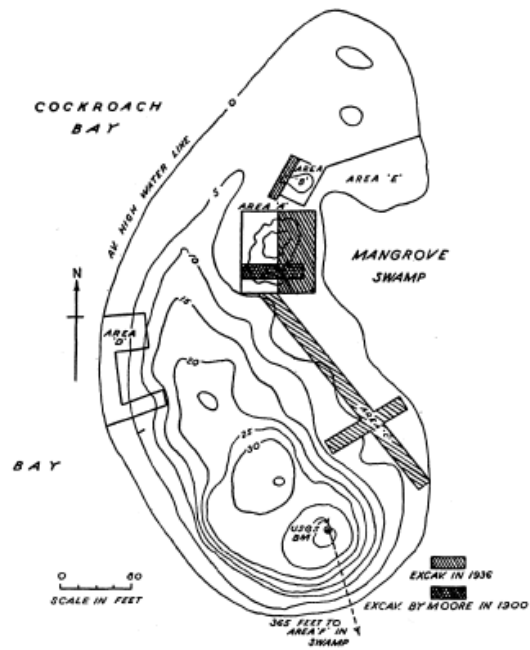 COCKROACH
BAY
AV. HIGH WATER LINE
0
5
10
15
20
25
30
AREA
'B'
AREA 'E'
AREA 'A'
MANGROVE
SWAMP
N
AREA
'D'
AREA 'C'
BAY
USGS
BM
0 60
SCALE IN FEET
EXCAV. IN 1936
EXCAV. BY MOORE IN 1900
365 FEET TO
AREA 'F' IN
SWAMP